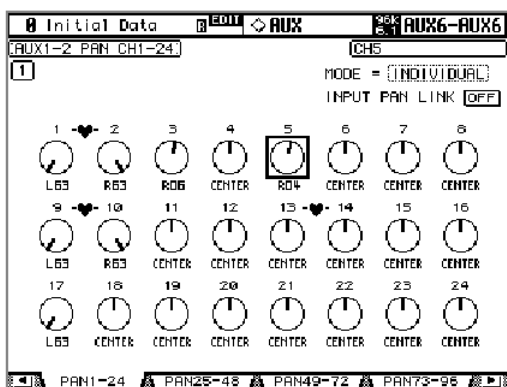 0 Initial Data EDIT ◇AUX 96K 6.1 AUX6-AUX6
AUX1-2 PAN CH1-24 CH5
1 MODE = INDIVIDUAL
INPUT PAN LINK OFF
1 -♥- 2 3 4 5 6 7 8
L63 R63 R06 CENTER R04 CENTER CENTER CENTER
9 -♥- 10 11 12 13 -♥- 14 15 16
L63 R63 CENTER CENTER CENTER CENTER CENTER CENTER
17 18 19 20 21 22 23 24
L63 CENTER CENTER CENTER CENTER CENTER CENTER CENTER
PAN1-24 PAN25-48 PAN49-72 PAN73-96